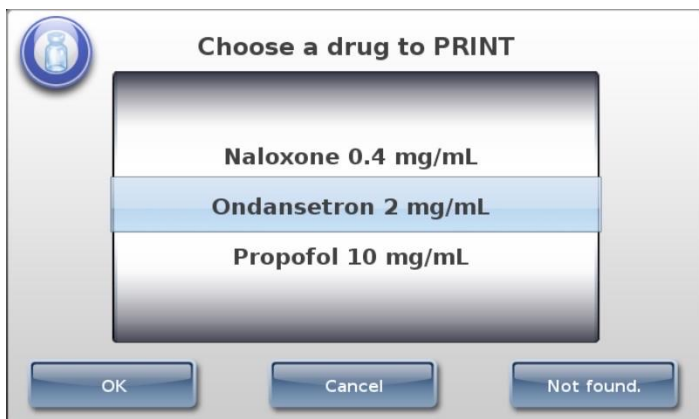 Choose a drug to PRINT
Naloxone 0.4 mg/mL
Ondansetron 2 mg/mL
Propofol 10 mg/mL
OK
Cancel
Not found.